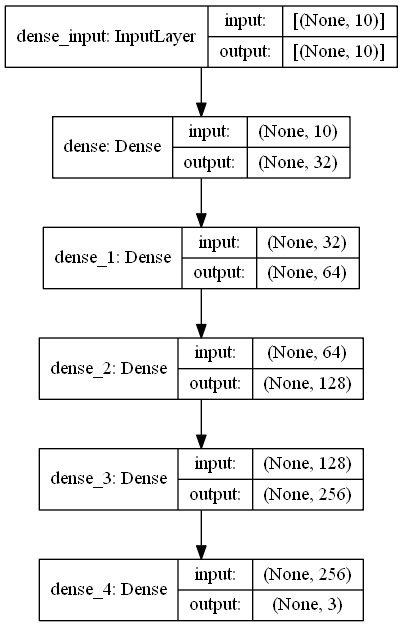 dense_input: InputLayer
input: [(None, 10)]
output: [(None, 10)]
dense: Dense
input: (None, 10)
output: (None, 32)
dense_1: Dense
input: (None, 32)
output: (None, 64)
dense_2: Dense
input: (None, 64)
output: (None, 128)
dense_3: Dense
input: (None, 128)
output: (None, 256)
dense_4: Dense
input: (None, 256)
output: (None, 3)